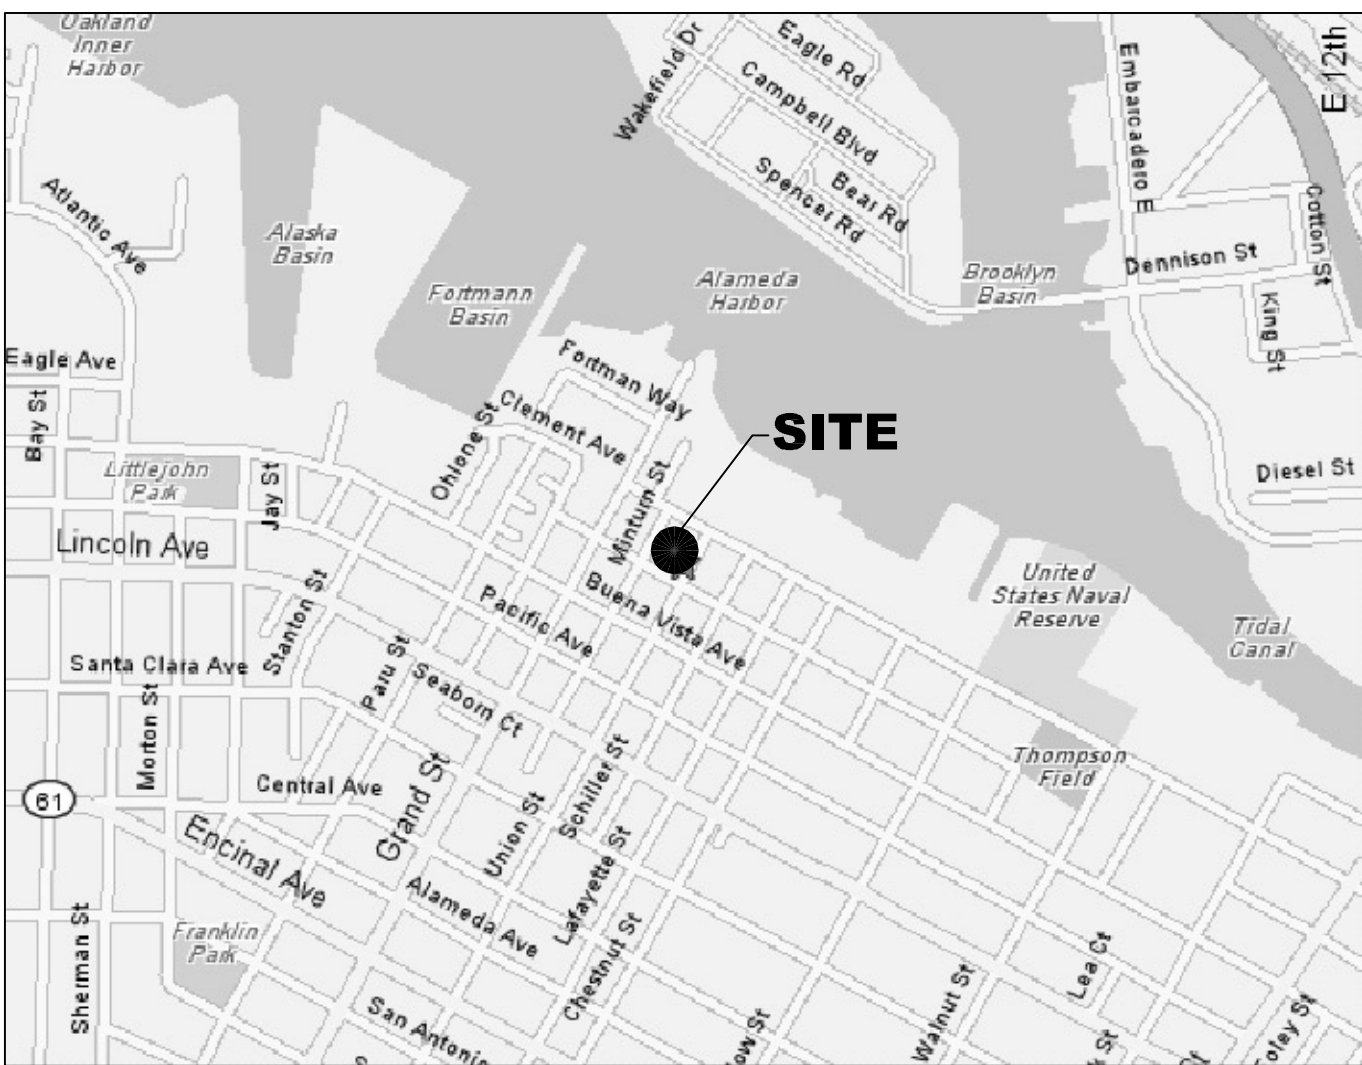 Oakland
Inner
Harbor
Eagle Rd
Wakefield Dr
Campbell Blvd
Bear Rd
Spencer Rd
Embarcadero E
E 12th
Cotton St
Dennison St
King St
Atlantic Ave
Alaska
Basin
Fortmann
Basin
Alameda
Harbor
Brooklyn
Basin
Eagle Ave
Bay St
Fortman Way
Clement Ave
Ohlone St
SITE
Diesel St
Littlejohn
Park
Jay St
Minturn St
Lincoln Ave
Buena Vista Ave
Pacific Ave
United
States Naval
Reserve
Tidal
Canal
Stanton St
Santa Clara Ave
Paru St
Seaborn Ct
Morton St
Thompson
Field
61
Central Ave
Grand St
Schiller St
Union St
Encinal Ave
Lafayette St
Alameda Ave
Franklin
Park
Sherman St
Chestnut St
San Antonio
Walnut St
Lea Ct
ow St
k St
St
Foley St